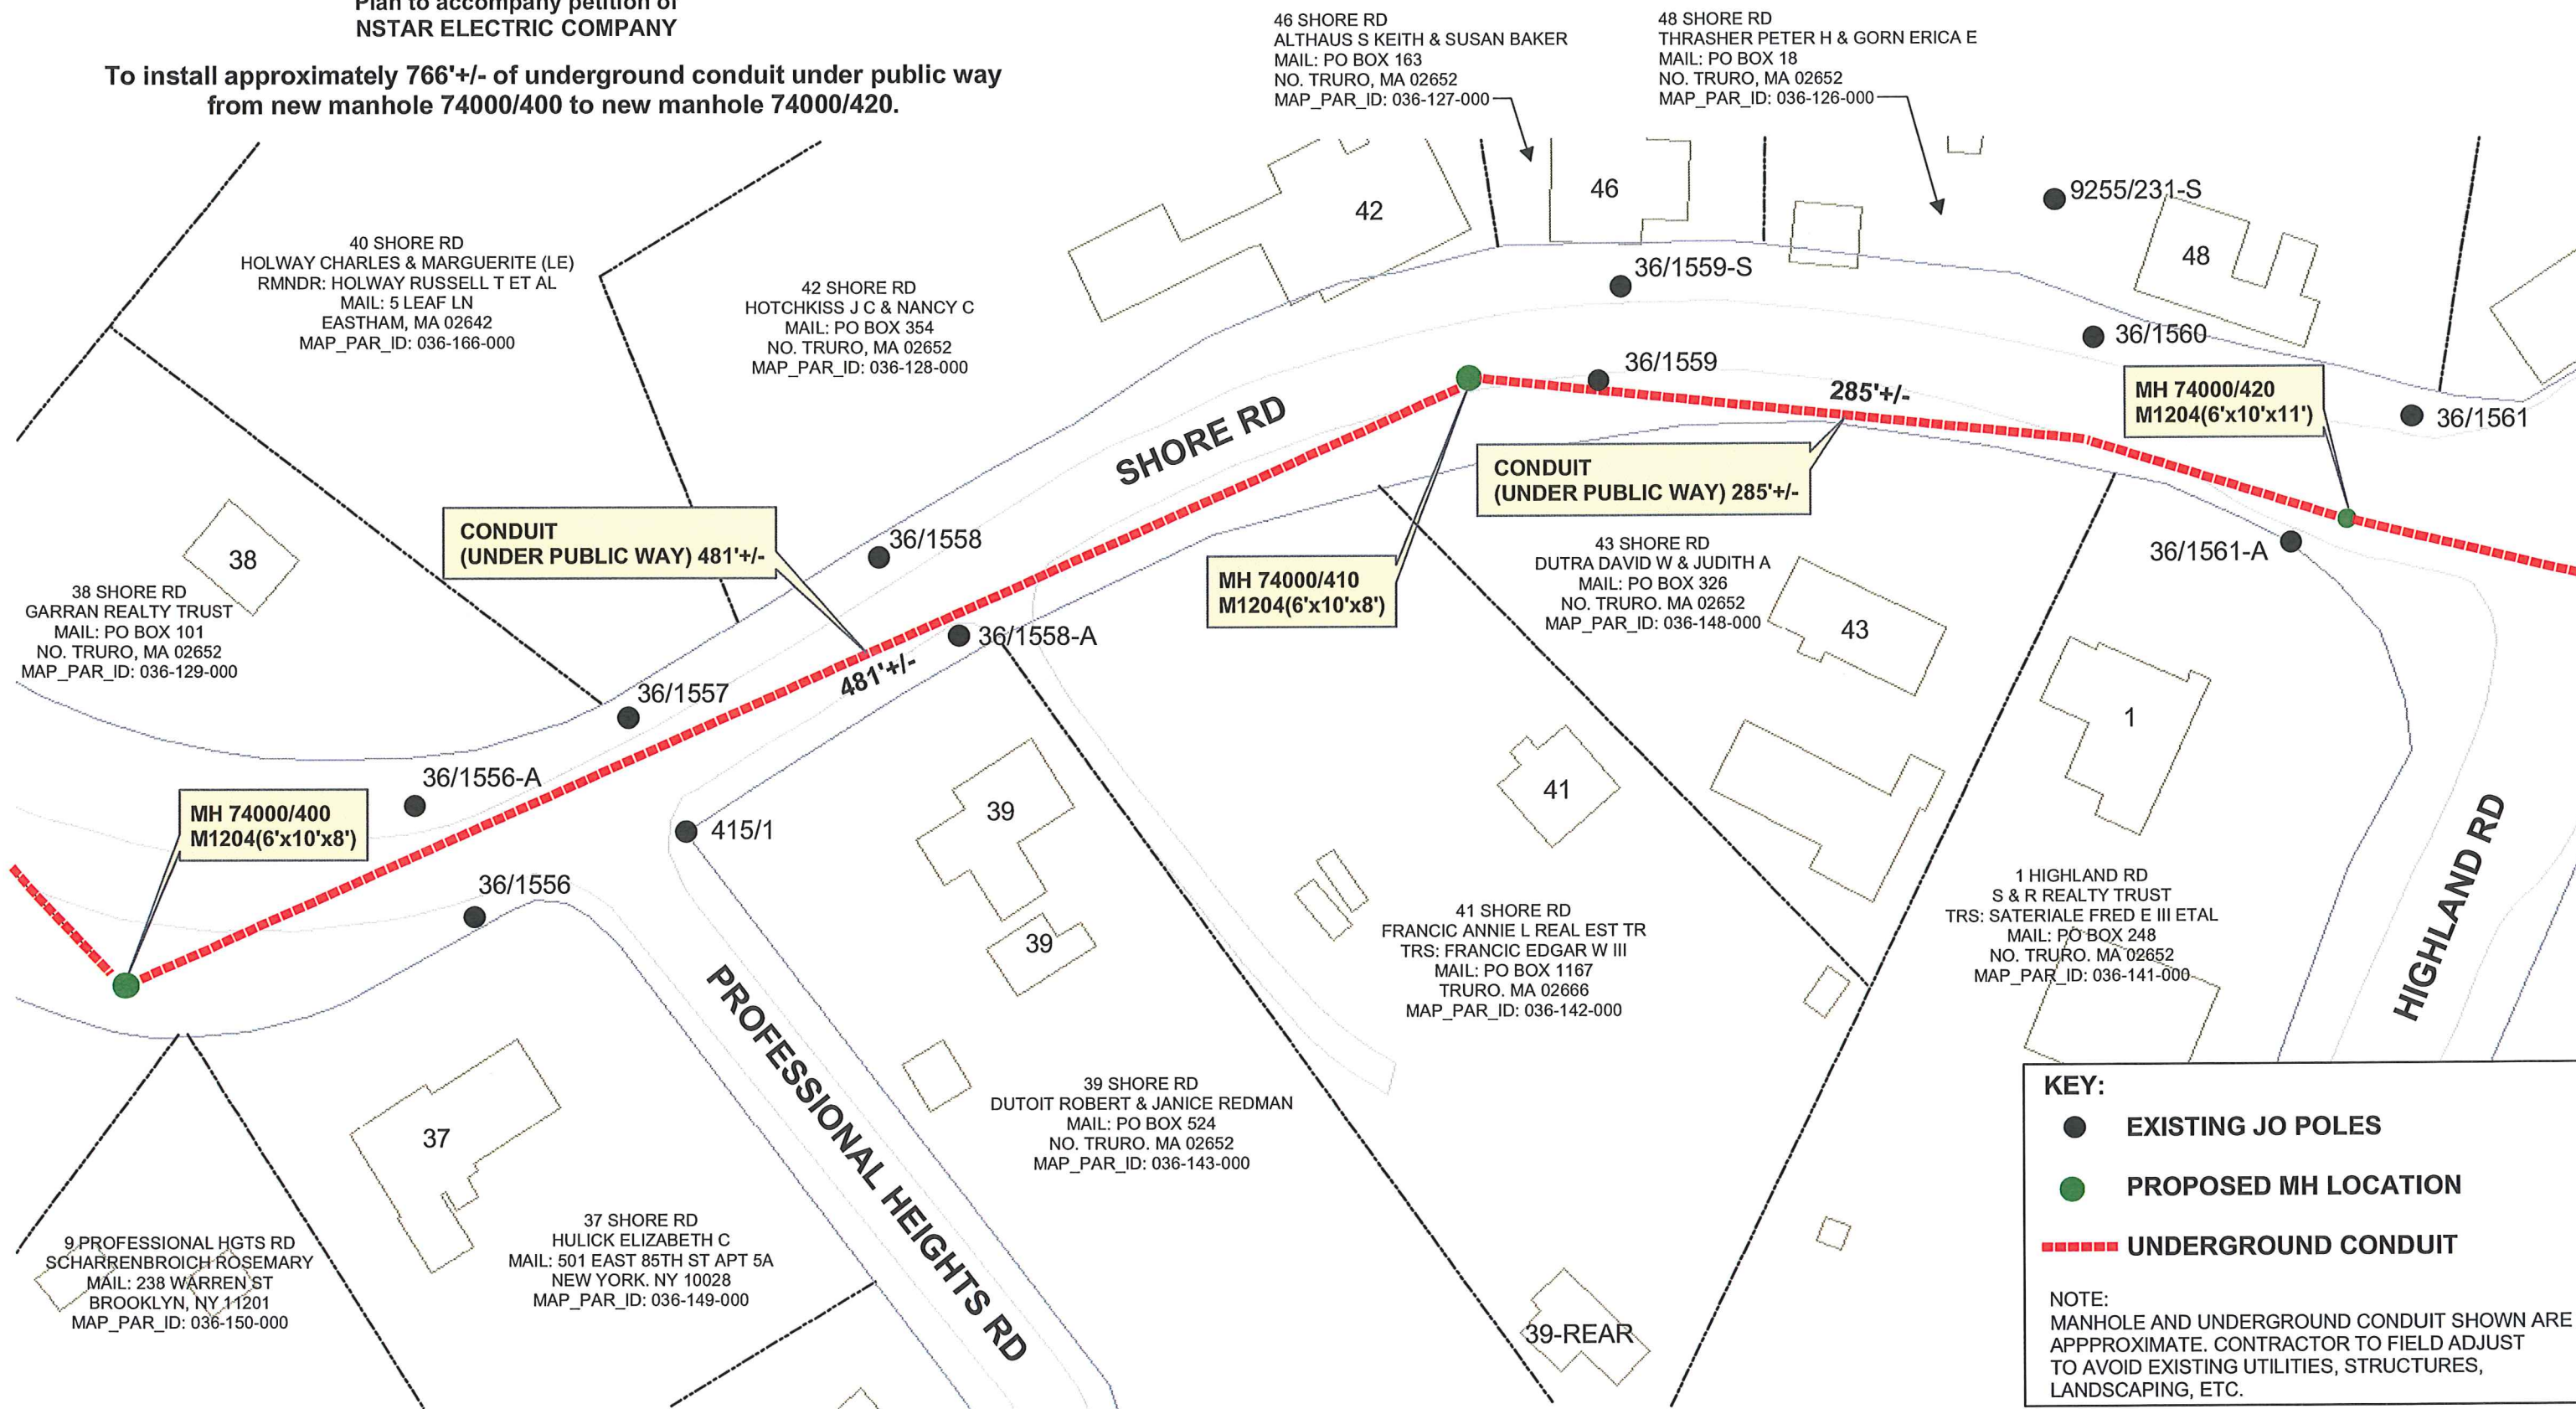 Plan to accompany petition of
NSTAR ELECTRIC COMPANY
To install approximately 766'+/- of underground conduit under public way
from new manhole 74000/400 to new manhole 74000/420.
46 SHORE RD
ALTHAUS S KEITH & SUSAN BAKER
MAIL: PO BOX 163
NO. TRURO, MA 02652
MAP_PAR_ID: 036-127-000
48 SHORE RD
THRASHER PETER H & GORN ERICA E
MAIL: PO BOX 18
NO. TRURO, MA 02652
MAP_PAR_ID: 036-126-000
40 SHORE RD
HOLWAY CHARLES & MARGUERITE (LE)
RMNDR: HOLWAY RUSSELL T ET AL
MAIL: 5 LEAF LN
EASTHAM, MA 02642
MAP_PAR_ID: 036-166-000
42 SHORE RD
HOTCHKISS J C & NANCY C
MAIL: PO BOX 354
NO. TRURO, MA 02652
MAP_PAR_ID: 036-128-000
42
46
9255/231-S
48
36/1559-S
36/1560
36/1559
285'+/-
MH 74000/420
M1204(6'x10'x11')
36/1561
SHORE RD
CONDUIT
(UNDER PUBLIC WAY) 285'+/-
CONDUIT
(UNDER PUBLIC WAY) 481'+/-
36/1558
38
38 SHORE RD
GARRAN REALTY TRUST
MAIL: PO BOX 101
NO. TRURO, MA 02652
MAP_PAR_ID: 036-129-000
MH 74000/410
M1204(6'x10'x8')
43 SHORE RD
DUTRA DAVID W & JUDITH A
MAIL: PO BOX 326
NO. TRURO. MA 02652
MAP_PAR_ID: 036-148-000
36/1561-A
43
36/1558-A
481'+/-
36/1557
1
36/1556-A
MH 74000/400
M1204(6'x10'x8')
415/1
39
41
36/1556
39
41 SHORE RD
FRANCIC ANNIE L REAL EST TR
TRS: FRANCIC EDGAR W III
MAIL: PO BOX 1167
TRURO. MA 02666
MAP_PAR_ID: 036-142-000
1 HIGHLAND RD
S & R REALTY TRUST
TRS: SATERIALE FRED E III ETAL
MAIL: PO BOX 248
NO. TRURO. MA 02652
MAP_PAR_ID: 036-141-000
HIGHLAND RD
PROFESSIONAL HEIGHTS RD
39 SHORE RD
DUTOIT ROBERT & JANICE REDMAN
MAIL: PO BOX 524
NO. TRURO. MA 02652
MAP_PAR_ID: 036-143-000
37
37 SHORE RD
HULICK ELIZABETH C
MAIL: 501 EAST 85TH ST APT 5A
NEW YORK. NY 10028
MAP_PAR_ID: 036-149-000
9 PROFESSIONAL HGTS RD
SCHARRENBROICH ROSEMARY
MAIL: 238 WARREN ST
BROOKLYN, NY 11201
MAP_PAR_ID: 036-150-000
39-REAR
KEY:
EXISTING JO POLES
PROPOSED MH LOCATION
UNDERGROUND CONDUIT
NOTE:
MANHOLE AND UNDERGROUND CONDUIT SHOWN ARE
APPPROXIMATE. CONTRACTOR TO FIELD ADJUST
TO AVOID EXISTING UTILITIES, STRUCTURES,
LANDSCAPING, ETC.